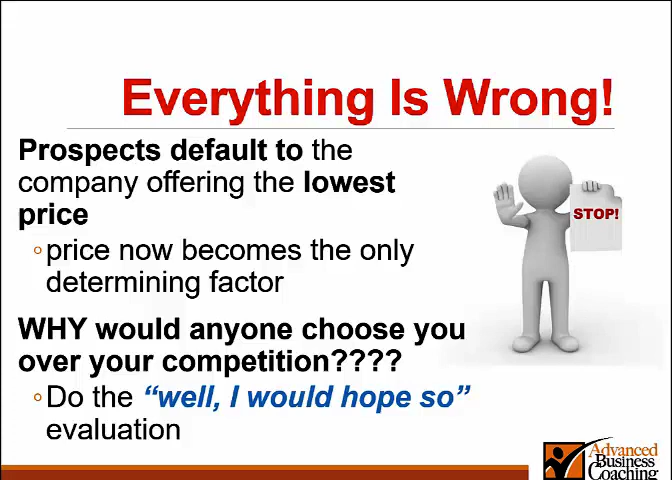 Everything Is Wrong!
Prospects default to the
company offering the lowest
price
price now becomes the only
determining factor
STOP!
WHY would anyone choose you
over your competition????
Do the “well, I would hope so”
evaluation
Advanced
Business
Coaching